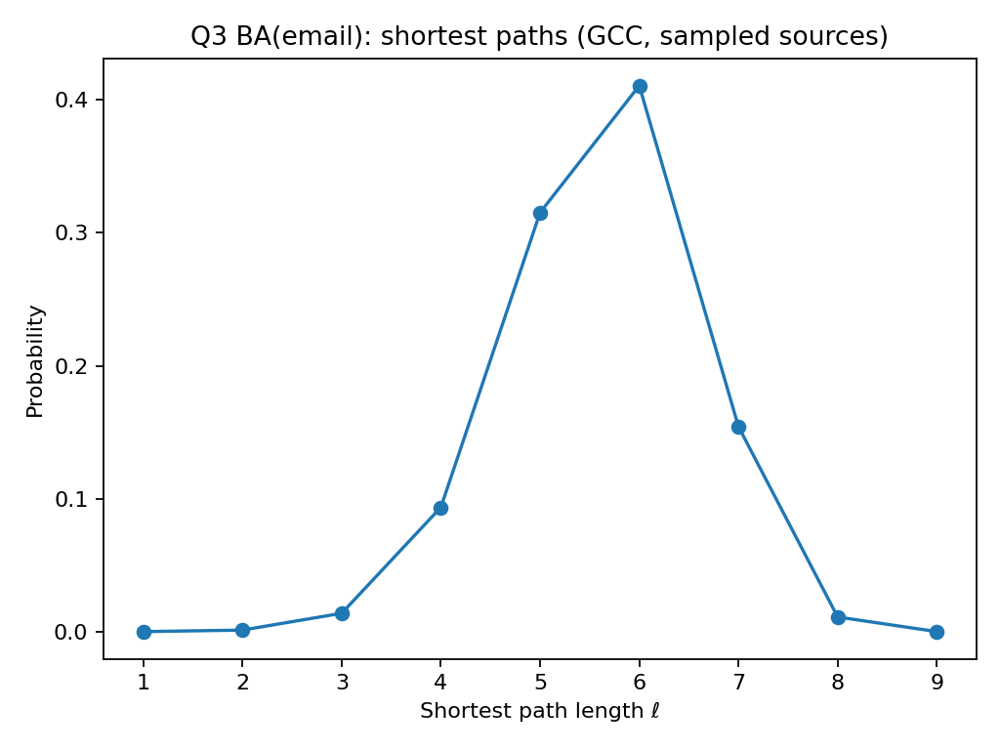 Q3 BA(email): shortest paths (GCC, sampled sources)
Probability
0.4
0.3
0.2
0.1
0.0
1 2 3 4 5 6 7 8 9
Shortest path length ℓ